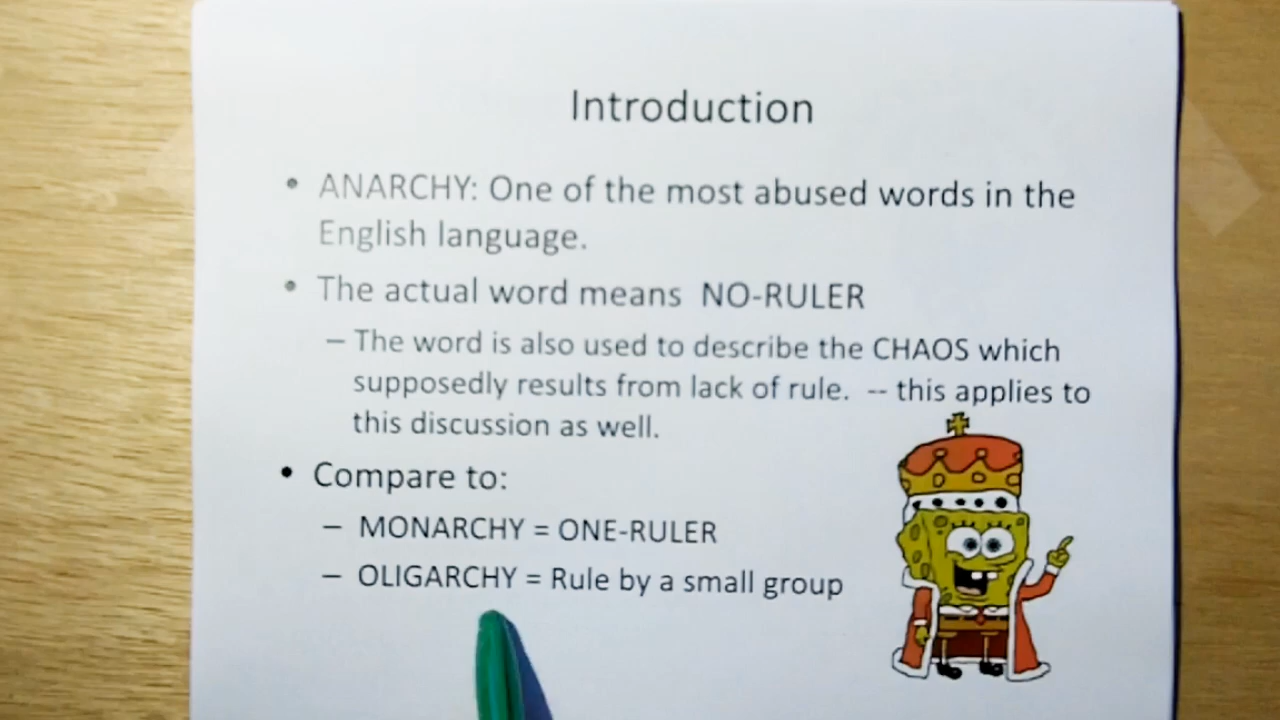 Introduction
• ANARCHY: One of the most abused words in the
English language.
• The actual word means NO-RULER
– The word is also used to describe the CHAOS which
supposedly results from lack of rule. -- this applies to
this discussion as well.
• Compare to:
– MONARCHY = ONE-RULER
– OLIGARCHY = Rule by a small group